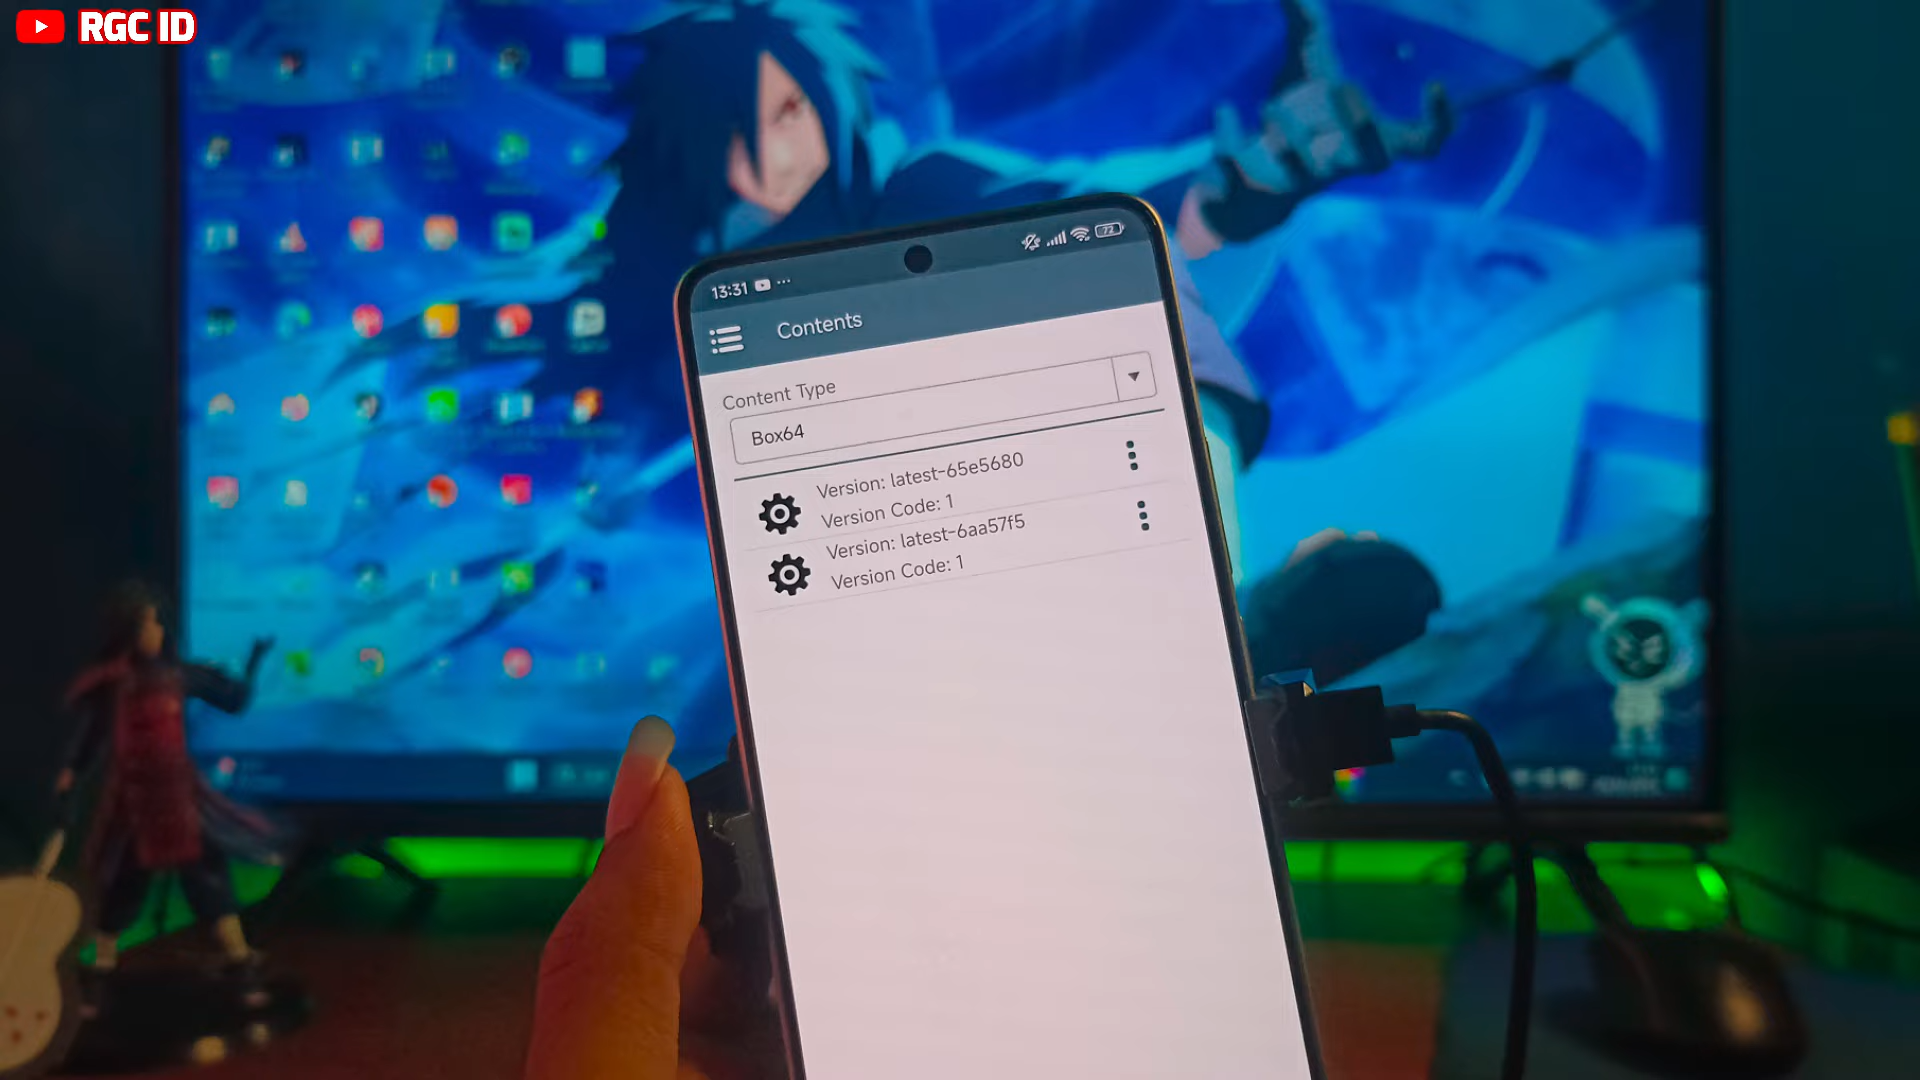 RGC ID
13:31
72
Contents
Content Type
Box64
Version: latest-65e5680
Version Code: 1
Version: latest-6aa57f5
Version Code: 1